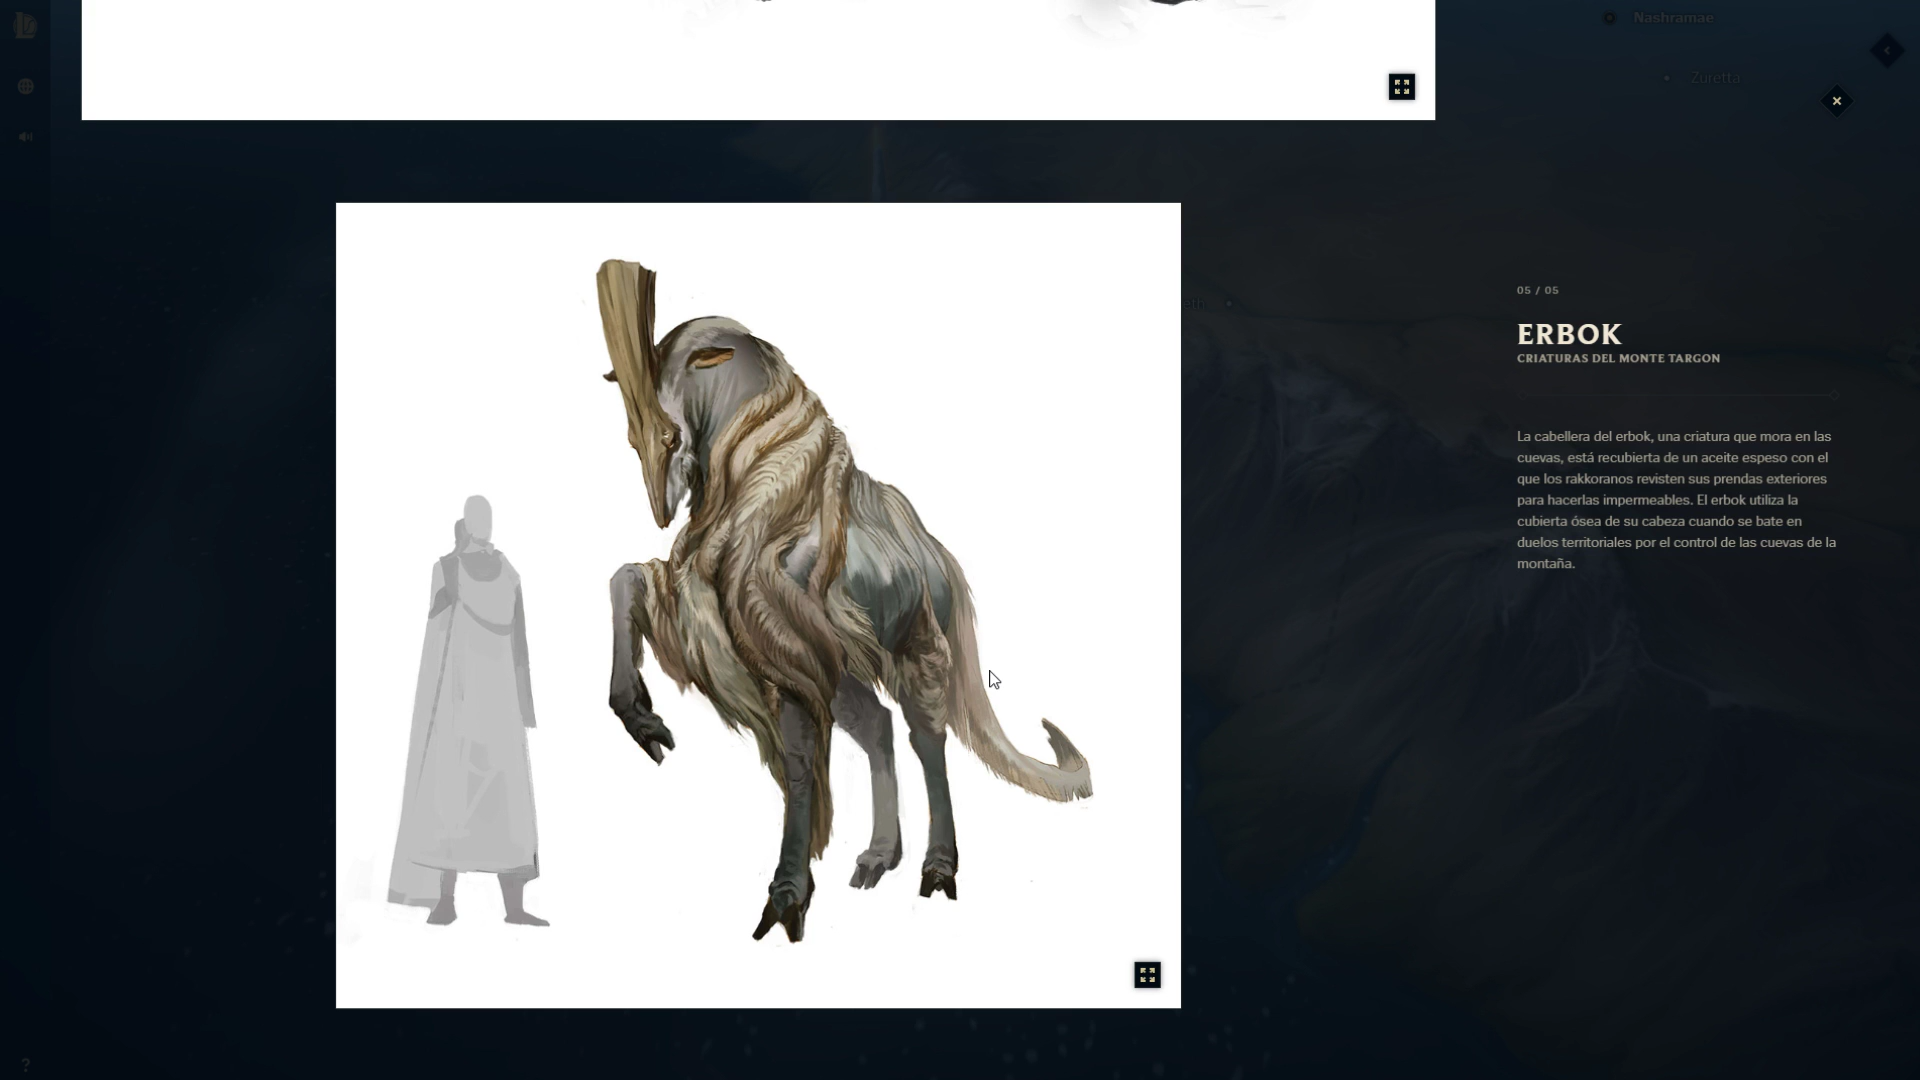 Nashramae
Zuretta
eth
05 / 05
ERBOK
CRIATURAS DEL MONTE TARGON
La cabellera del erbok, una criatura que mora en las
cuevas, está recubierta de un aceite espeso con el
que los rakkoranos revisten sus prendas exteriores
para hacerlas impermeables. El erbok utiliza la
cubierta ósea de su cabeza cuando se bate en
duelos territoriales por el control de las cuevas de la
montaña.
?